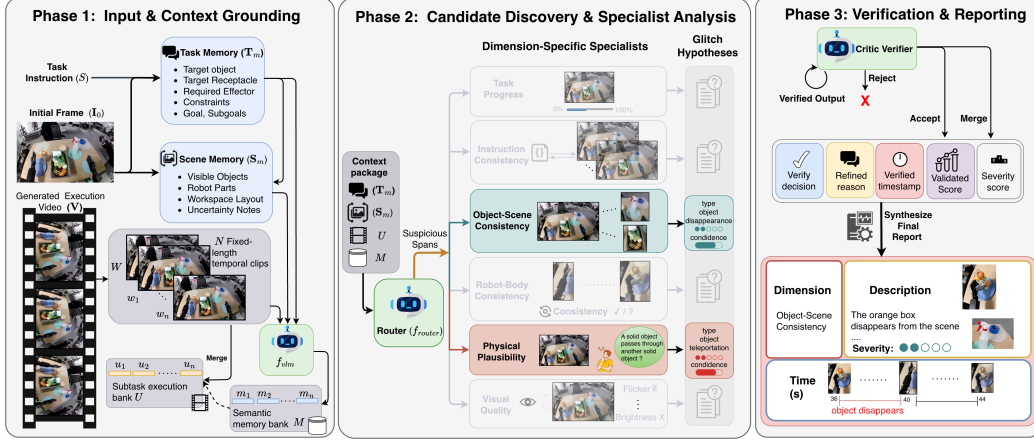 Phase 1: Input & Context Grounding
Task
Instruction (S)
Initial Frame (I₀)
Generated Execution
Video (V)
Task Memory (Tₘ)
• Target object
• Target Receptacle
• Required Effector
• Constraints
• Goal, Subgoals
Scene Memory (Sₘ)
• Visible Objects
• Robot Parts
• Workspace Layout
• Uncertainty Notes
W
w₁
wₙ
N Fixed-
length
temporal clips
Merge
u₁ u₂ ..... uₙ
Subtask execution
bank U
f_vlm
m₁ m₂ .... mₙ
Semantic
memory bank M
Phase 2: Candidate Discovery & Specialist Analysis
Dimension-Specific Specialists
Glitch
Hypotheses
Context
package
(Tₘ)
(Sₘ)
U
M
Suspicious
Spans
Router (f_router)
Task
Progress
0% 100%
Instruction
Consistency
{}
Object-Scene
Consistency
type
object
disappearance
condidence
Robot-Body
Consistency
Consistency ✓ / ?
Physical
Plausibility
A solid object
passes through
another solid
object ?
type
object
teleportation
condidence
Visual
Quality
Flicker ✓
Brightness X
Phase 3: Verification & Reporting
Critic Verifier
Verified Output
Reject
X
Accept
Merge
Verify
decision
Refined
reason
Verified
timestamp
Validated
Score
Severity
score
Synthesize
Final
Report
Dimension
Object-Scene
Consistency
Description
The orange box
disappears from the scene
....
Severity:
Time
(s)
36 40 44
object disappears